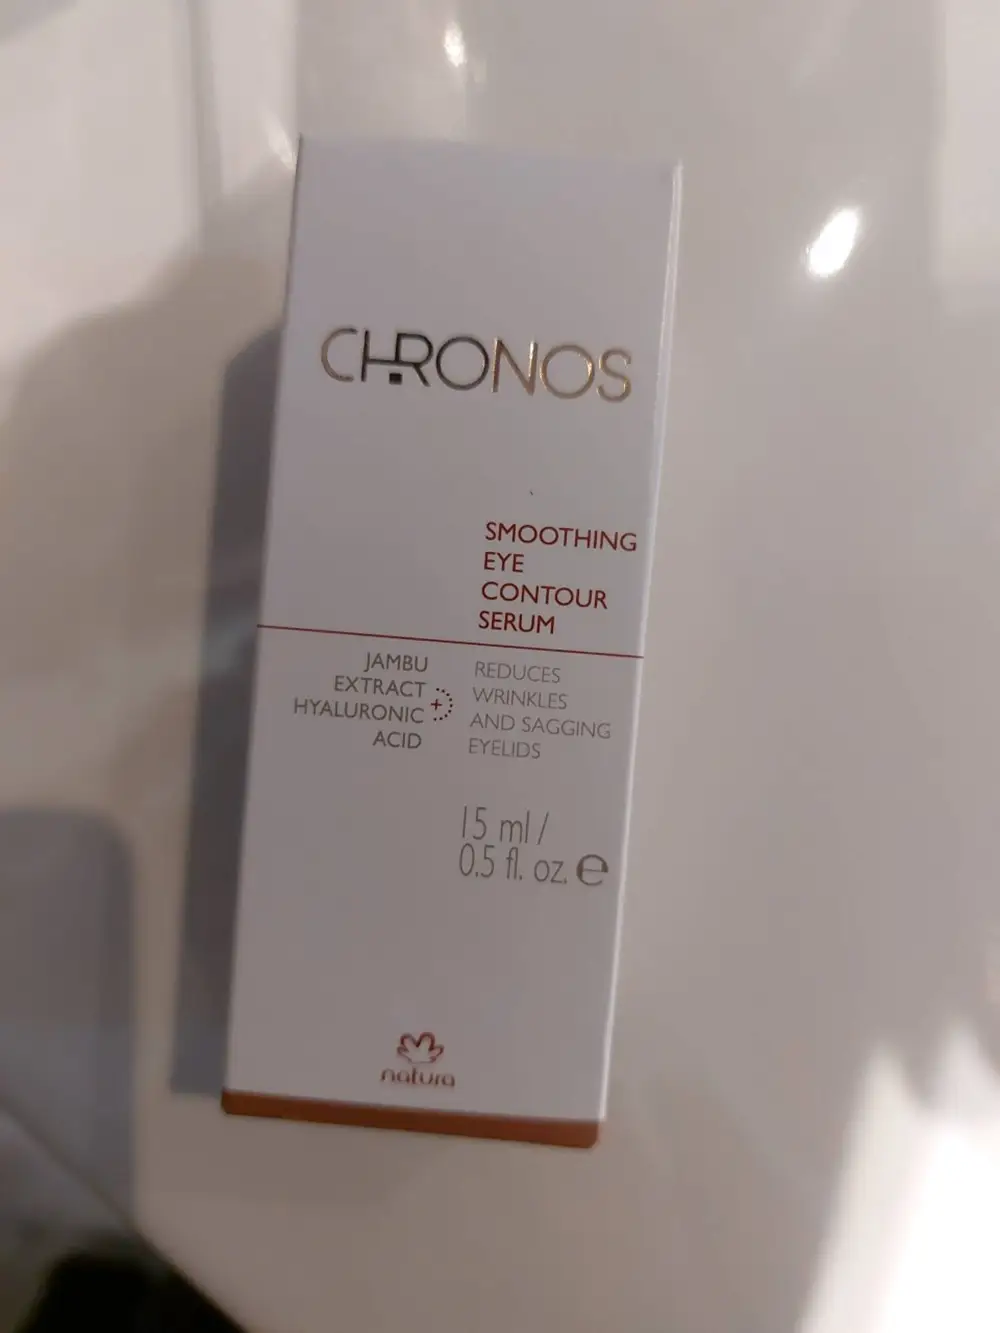 CHRONOS
SMOOTHING
EYE
CONTOUR
SERUM
JAMBU
EXTRACT
+
HYALURONIC
ACID
REDUCES
WRINKLES
AND SAGGING
EYELIDS
15 ml /
0.5 fl. oz. e
natura